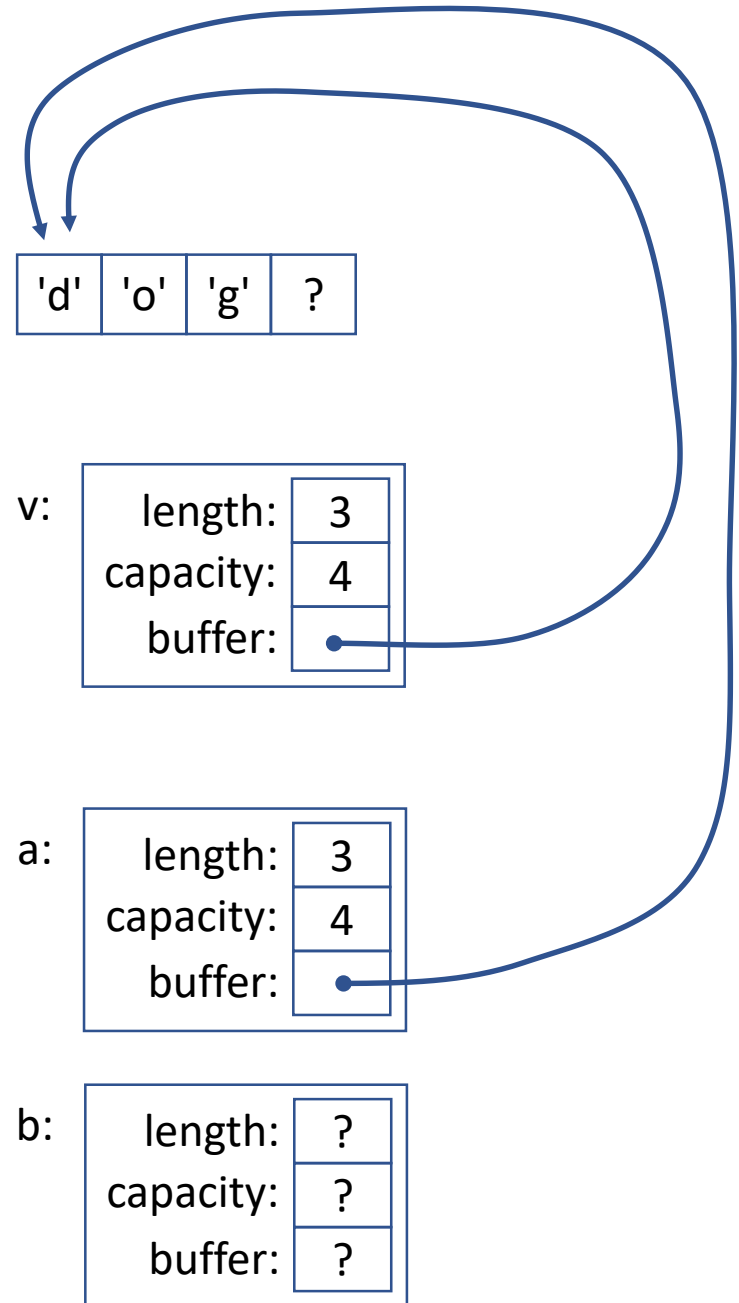 'd' 'o' 'g' ?
v:
length: 3
capacity: 4
buffer:
a:
length: 3
capacity: 4
buffer:
b:
length: ?
capacity: ?
buffer: ?